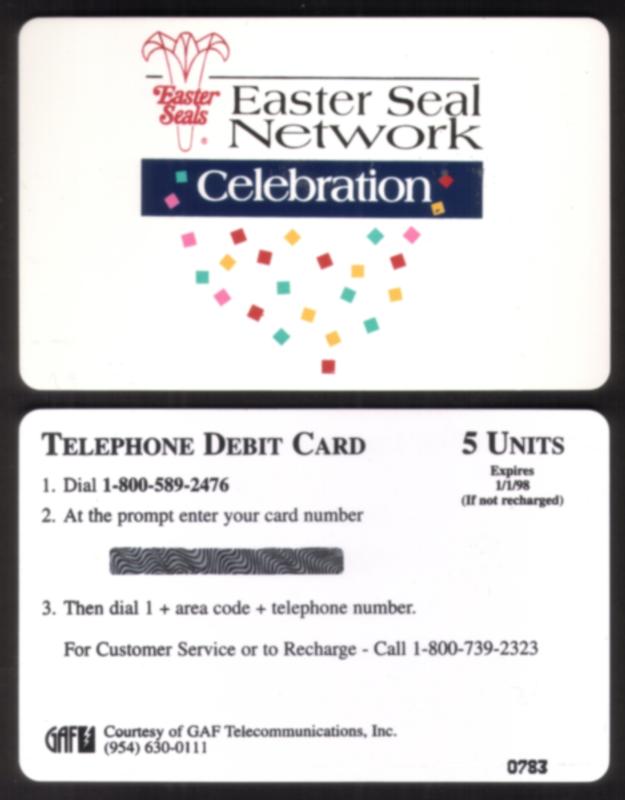 Easter
Seals
®
Easter Seal
Network
Celebration
TELEPHONE DEBIT CARD
5 UNITS
Expires
1/1/98
(If not recharged)
1. Dial 1-800-589-2476
2. At the prompt enter your card number
3. Then dial 1 + area code + telephone number.
For Customer Service or to Recharge - Call 1-800-739-2323
GAF
Courtesy of GAF Telecommunications, Inc.
(954) 630-0111
0783